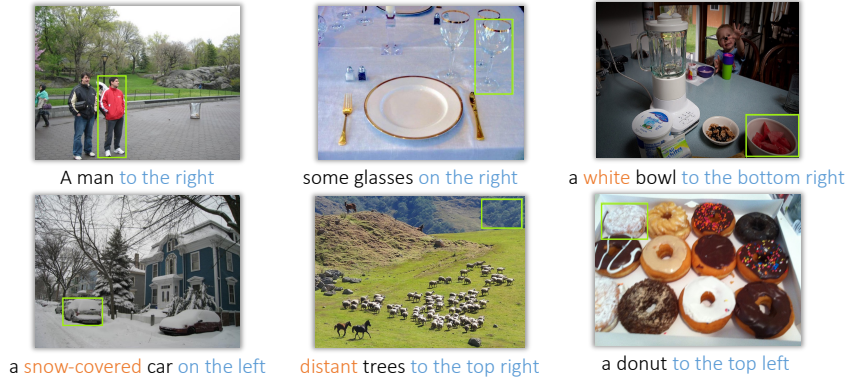 A man to the right
some glasses on the right
a white bowl to the bottom right
a snow-covered car on the left
distant trees to the top right
a donut to the top left